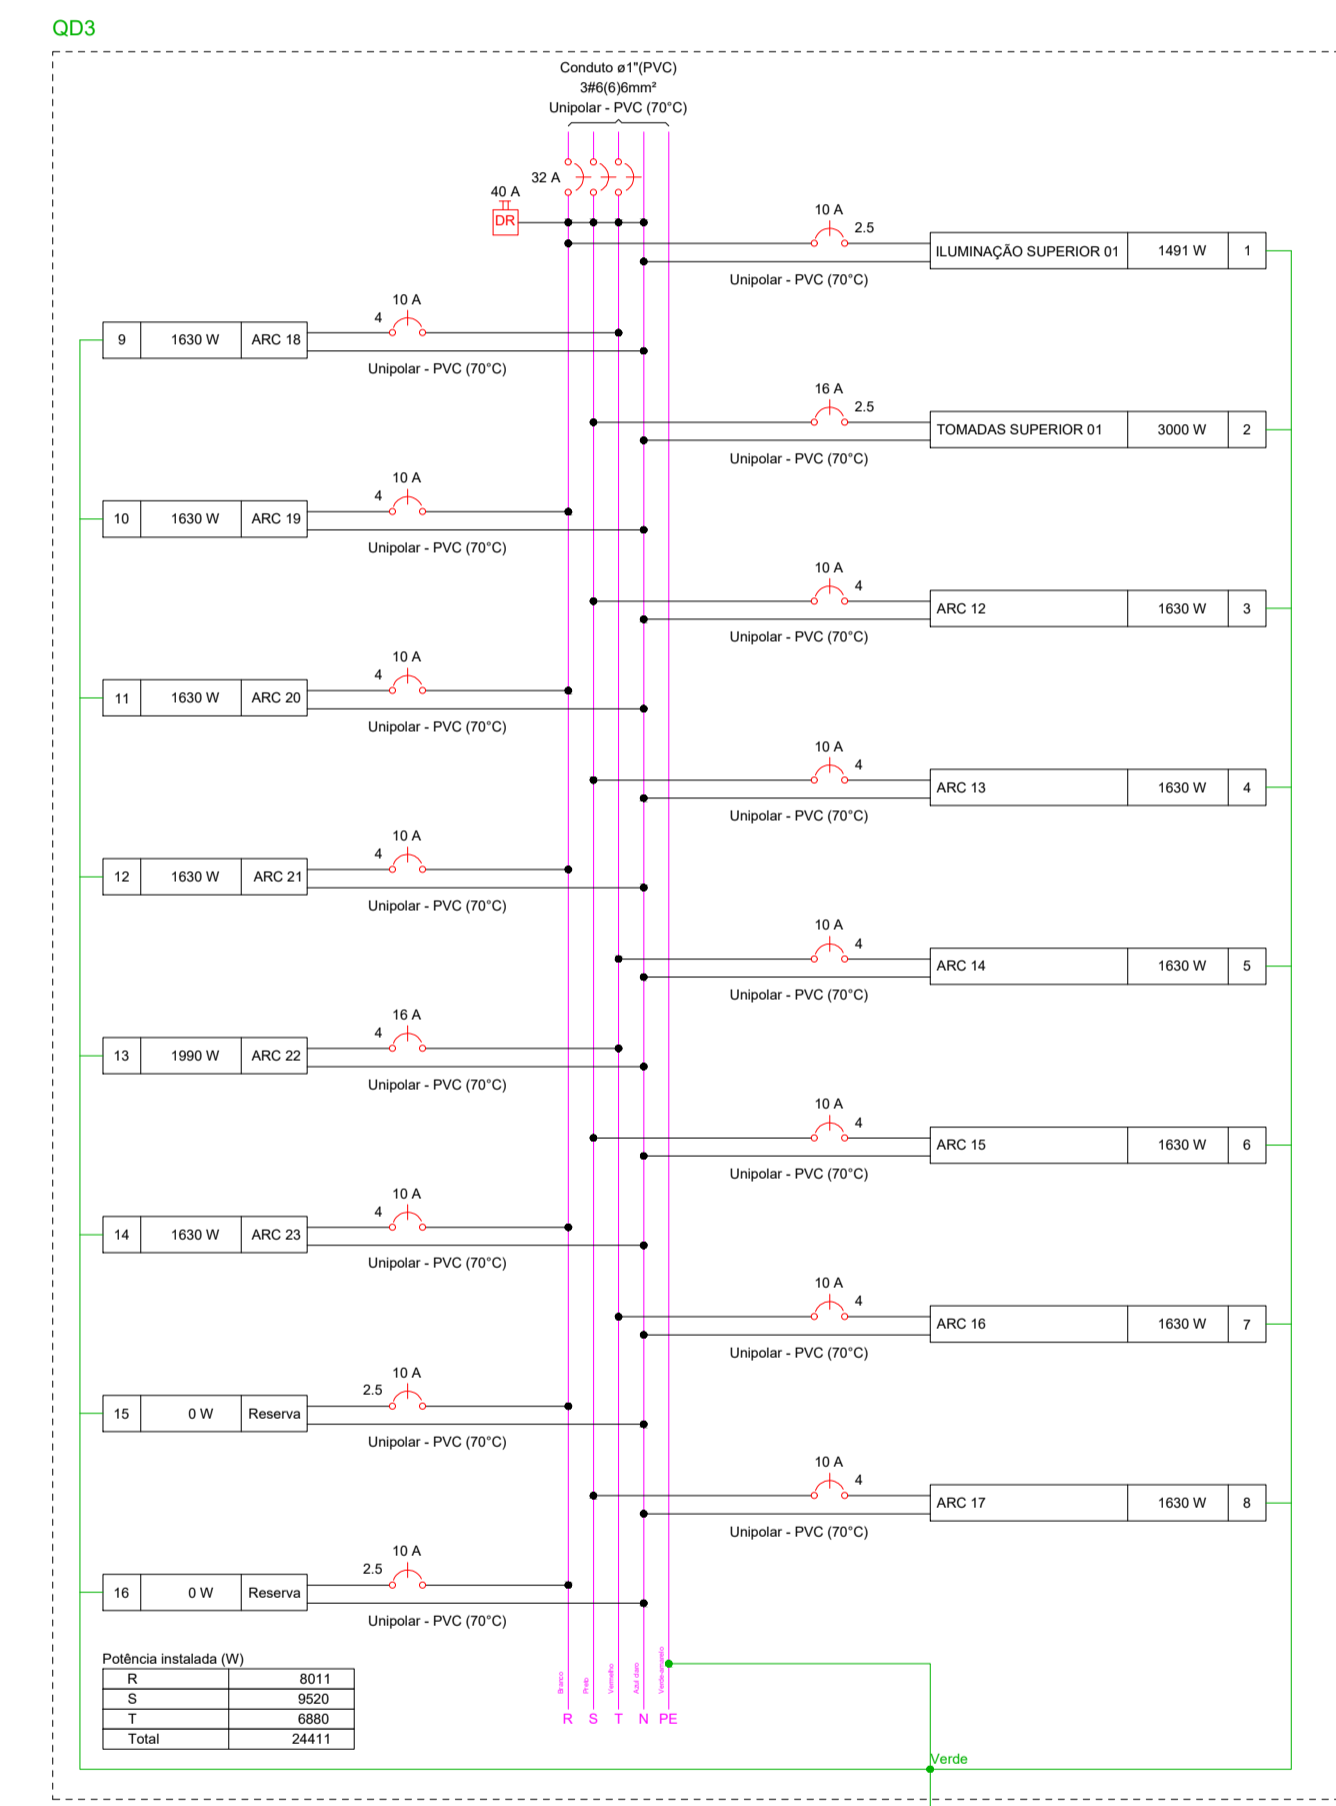 QD3
Conduto ø1"(PVC)
3#6(6)6mm²
Unipolar - PVC (70°C)
32 A
40 A
DR
10 A
2.5
ILUMINAÇÃO SUPERIOR 01 1491 W 1
Unipolar - PVC (70°C)
10 A
4
9 1630 W ARC 18
Unipolar - PVC (70°C)
16 A
2.5
TOMADAS SUPERIOR 01 3000 W 2
Unipolar - PVC (70°C)
10 A
4
10 1630 W ARC 19
Unipolar - PVC (70°C)
10 A
4
ARC 12 1630 W 3
Unipolar - PVC (70°C)
10 A
4
11 1630 W ARC 20
Unipolar - PVC (70°C)
10 A
4
ARC 13 1630 W 4
Unipolar - PVC (70°C)
10 A
4
12 1630 W ARC 21
Unipolar - PVC (70°C)
10 A
4
ARC 14 1630 W 5
Unipolar - PVC (70°C)
16 A
4
13 1990 W ARC 22
Unipolar - PVC (70°C)
10 A
4
ARC 15 1630 W 6
Unipolar - PVC (70°C)
10 A
4
14 1630 W ARC 23
Unipolar - PVC (70°C)
10 A
4
ARC 16 1630 W 7
Unipolar - PVC (70°C)
10 A
2.5
15 0 W Reserva
Unipolar - PVC (70°C)
10 A
4
ARC 17 1630 W 8
Unipolar - PVC (70°C)
10 A
2.5
16 0 W Reserva
Unipolar - PVC (70°C)
Potência instalada (W)
R 8011
S 9520
T 6880
Total 24411
Branco
Preto
Vermelho
Azul claro
Verde-amarelo
R S T N PE
Verde